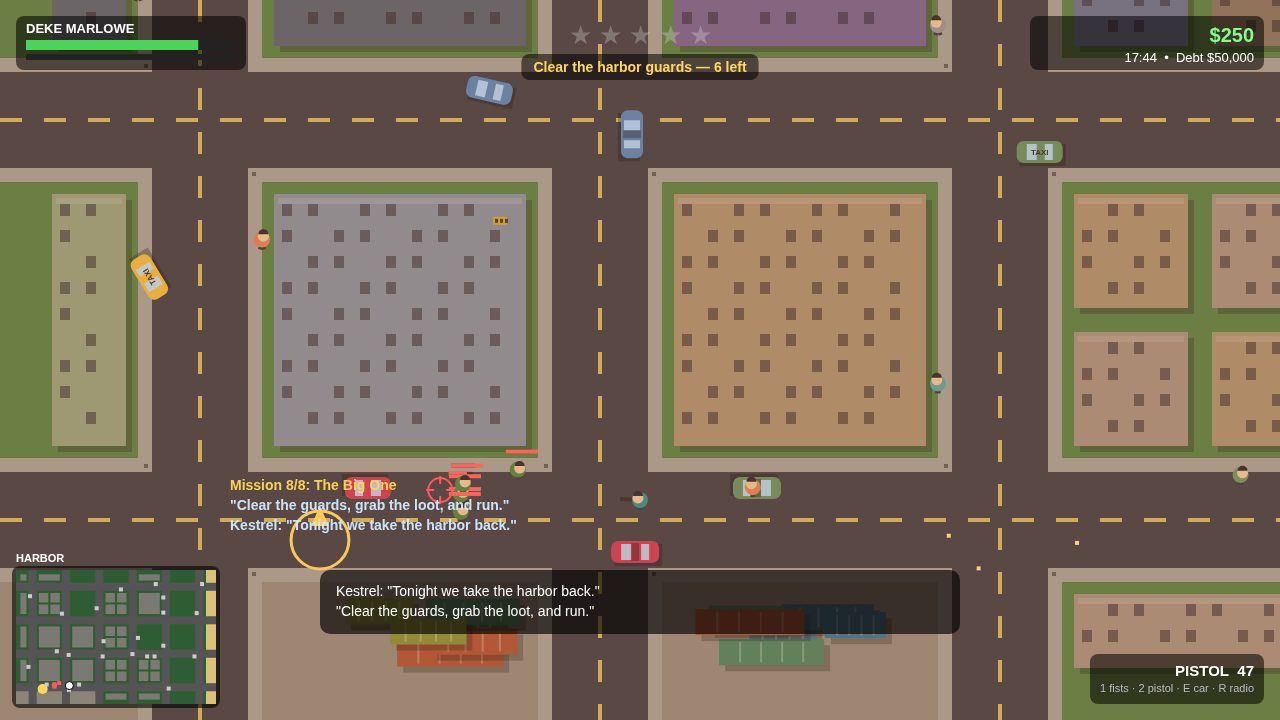 DEKE MARLOWE
Clear the harbor guards — 6 left
$250
17:44 • Debt $50,000
TAXI
TAXI
Mission 8/8: The Big One
"Clear the guards, grab the loot, and run."
Kestrel: "Tonight we take the harbor back."
HARBOR
Kestrel: "Tonight we take the harbor back."
"Clear the guards, grab the loot, and run."
PISTOL 47
1 fists · 2 pistol · E car · R radio